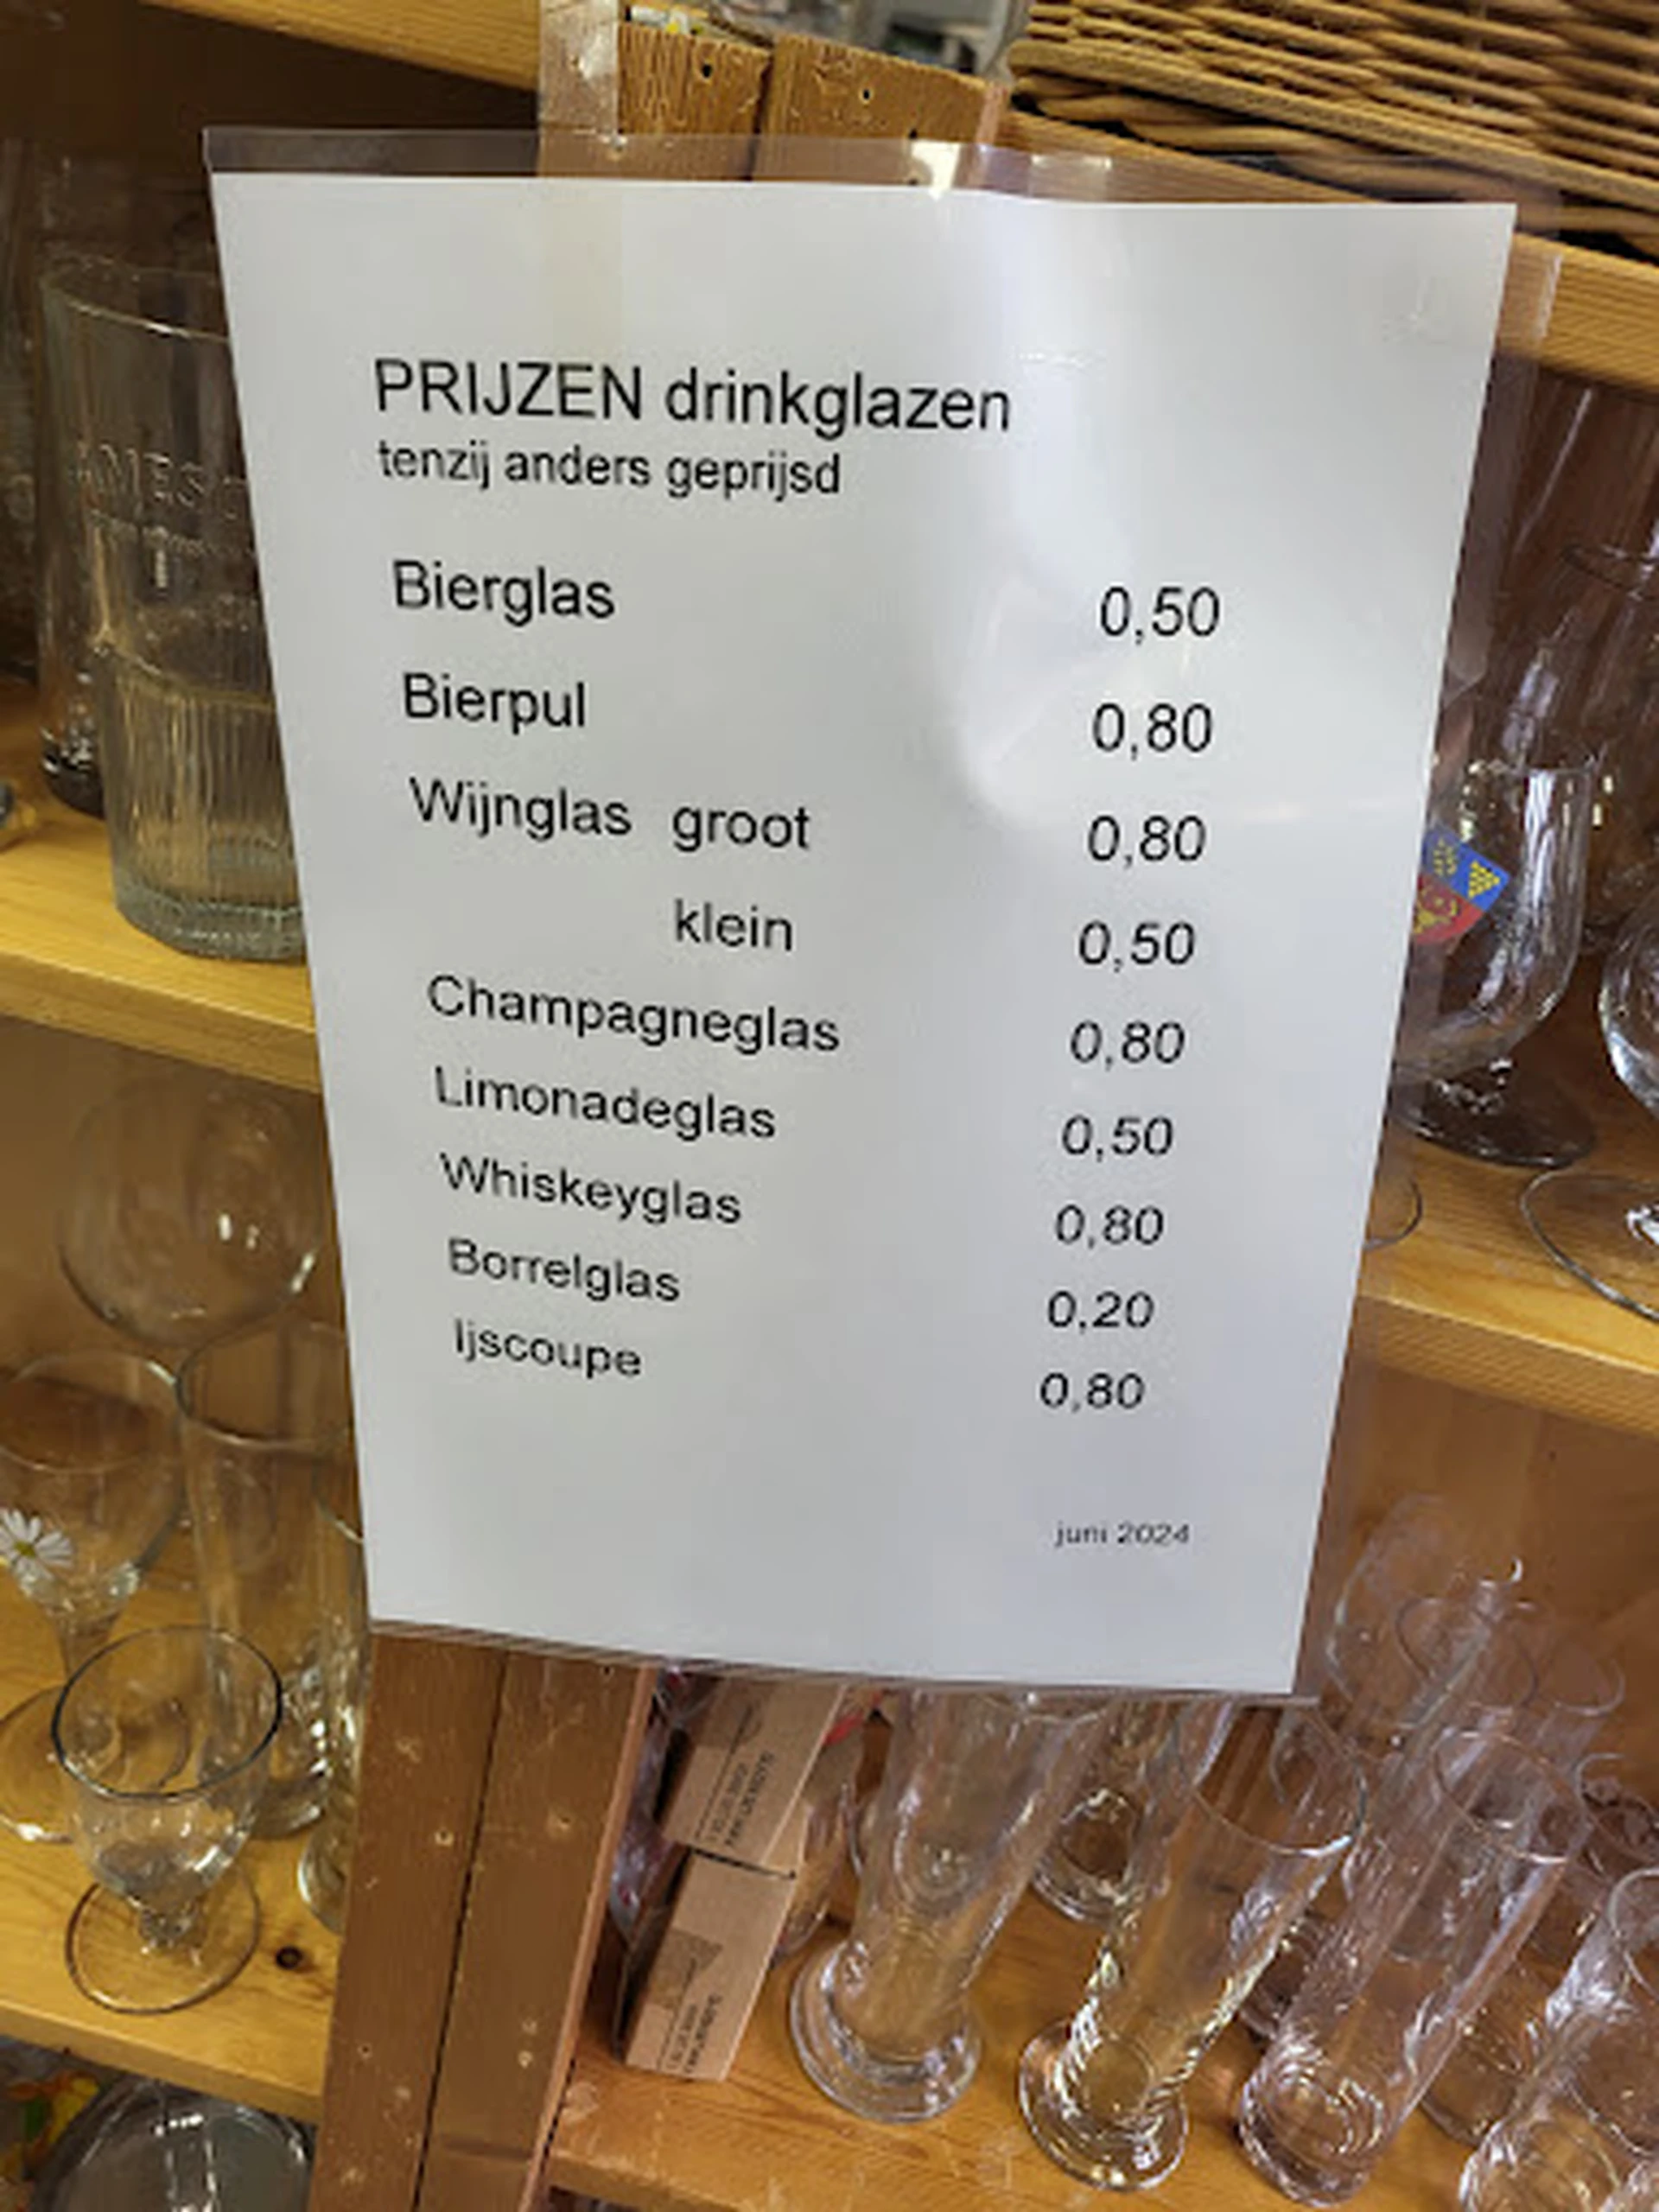 PRIJZEN drinkglazen
tenzij anders geprijsd
Bierglas 0,50
Bierpul 0,80
Wijnglas groot 0,80
klein 0,50
Champagneglas 0,80
Limonadeglas 0,50
Whiskeyglas 0,80
Borrelglas 0,20
Ijscoupe 0,80
juni 2024